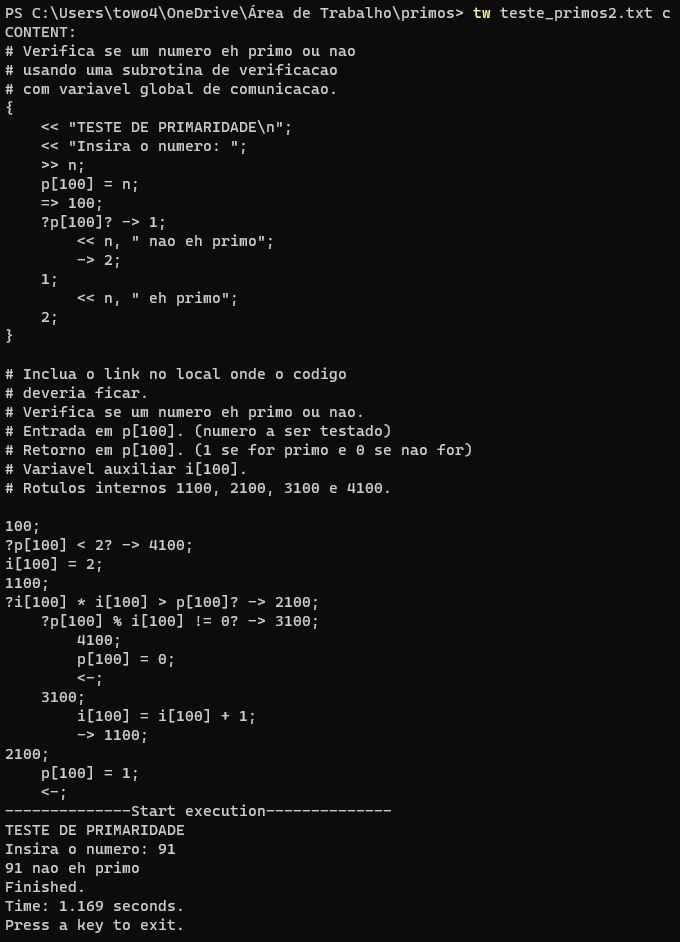 PS C:\Users\towo4\OneDrive\Área de Trabalho\primos> tw teste_primos2.txt c
CONTENT:
# Verifica se um numero eh primo ou nao
# usando uma subrotina de verificacao
# com variavel global de comunicacao.
{
    << "TESTE DE PRIMARIDADE\n";
    << "Insira o numero: ";
    >> n;
    p[100] = n;
    => 100;
    ?p[100]? -> 1;
        << n, " nao eh primo";
        -> 2;
    1;
        << n, " eh primo";
    2;
}

# Inclua o link no local onde o codigo
# deveria ficar.
# Verifica se um numero eh primo ou nao.
# Entrada em p[100]. (numero a ser testado)
# Retorno em p[100]. (1 se for primo e 0 se nao for)
# Variavel auxiliar i[100].
# Rotulos internos 1100, 2100, 3100 e 4100.

100;
?p[100] < 2? -> 4100;
i[100] = 2;
1100;
?i[100] * i[100] > p[100]? -> 2100;
    ?p[100] % i[100] != 0? -> 3100;
        4100;
        p[100] = 0;
        <-;
    3100;
        i[100] = i[100] + 1;
        -> 1100;
2100;
    p[100] = 1;
    <-;
--------------Start execution--------------
TESTE DE PRIMARIDADE
Insira o numero: 91
91 nao eh primo
Finished.
Time: 1.169 seconds.
Press a key to exit.